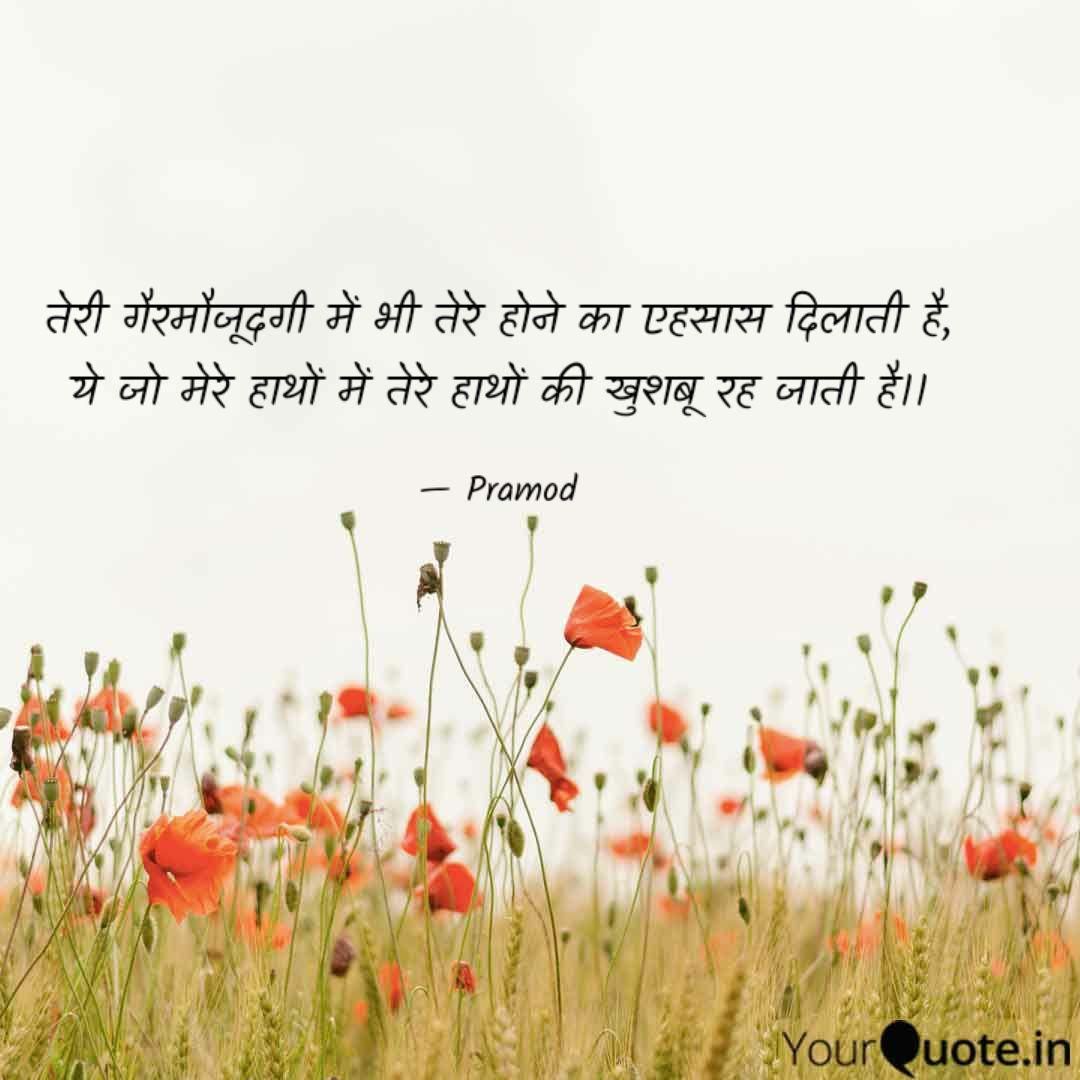 तेरी गैरमौजूदगी में भी तेरे होने का एहसास दिलाती है,
ये जो मेरे हाथों में तेरे हाथों की खुशबू रह जाती है।।
— Pramod
YourQuote.in